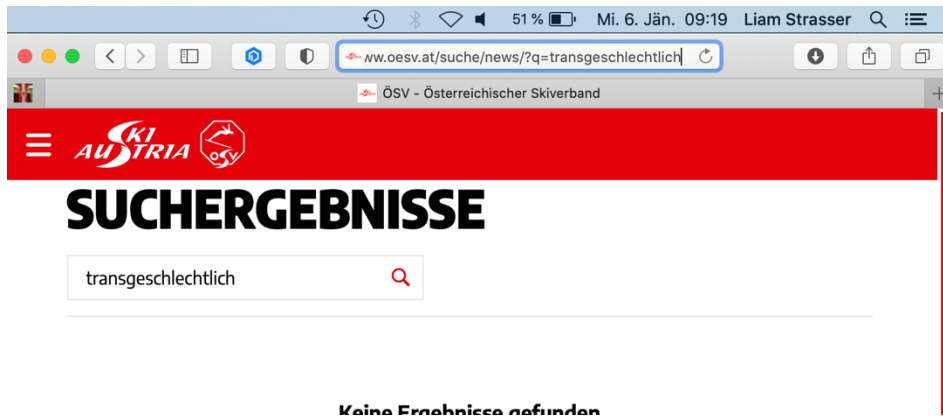 51 % Mi. 6. Jän. 09:19 Liam Strasser
ww.oesv.at/suche/news/?q=transgeschlechtlich
ÖSV - Österreichischer Skiverband
SKI
AUSTRIA ÖSV
SUCHERGEBNISSE
transgeschlechtlich
Keine Ergebnisse gefunden